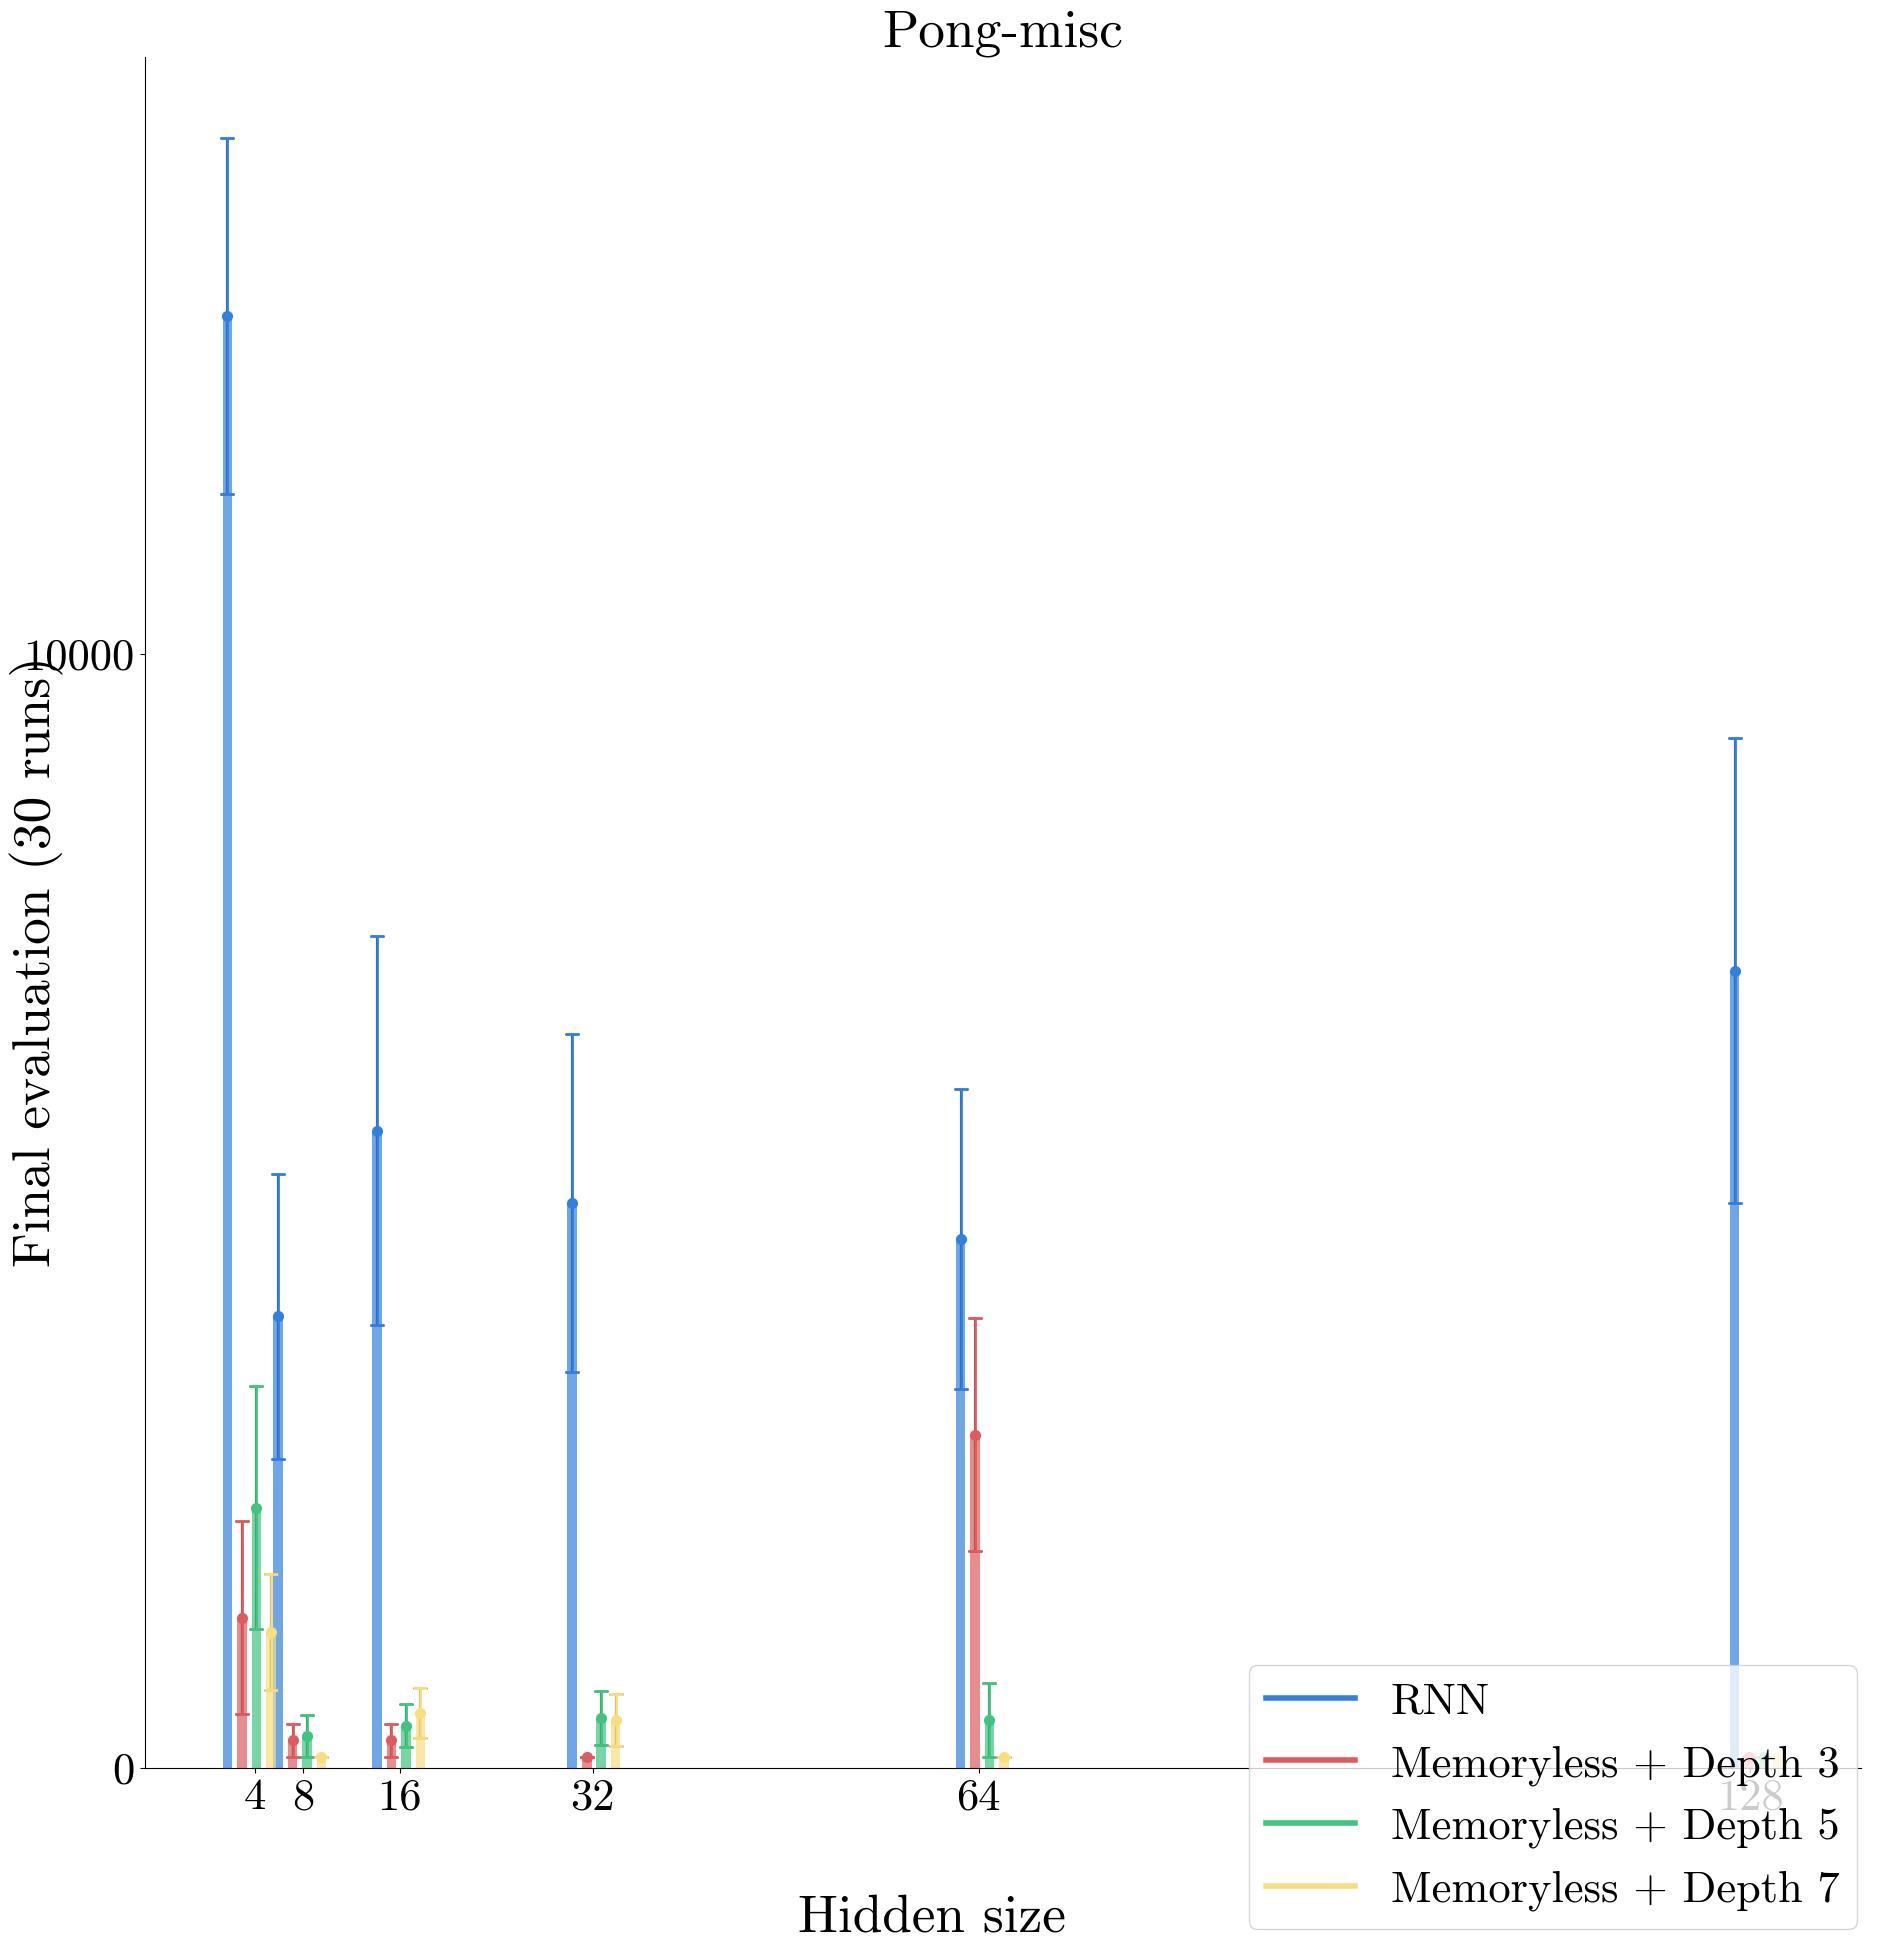 Pong-misc
Final evaluation (30 runs)
10000
0
4 8 16 32 64 128
Hidden size
RNN
Memoryless + Depth 3
Memoryless + Depth 5
Memoryless + Depth 7